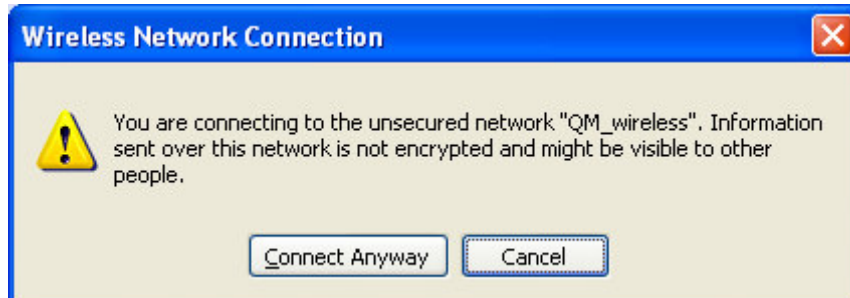 Wireless Network Connection
You are connecting to the unsecured network "QM_wireless". Information
sent over this network is not encrypted and might be visible to other
people.
Connect Anyway
Cancel